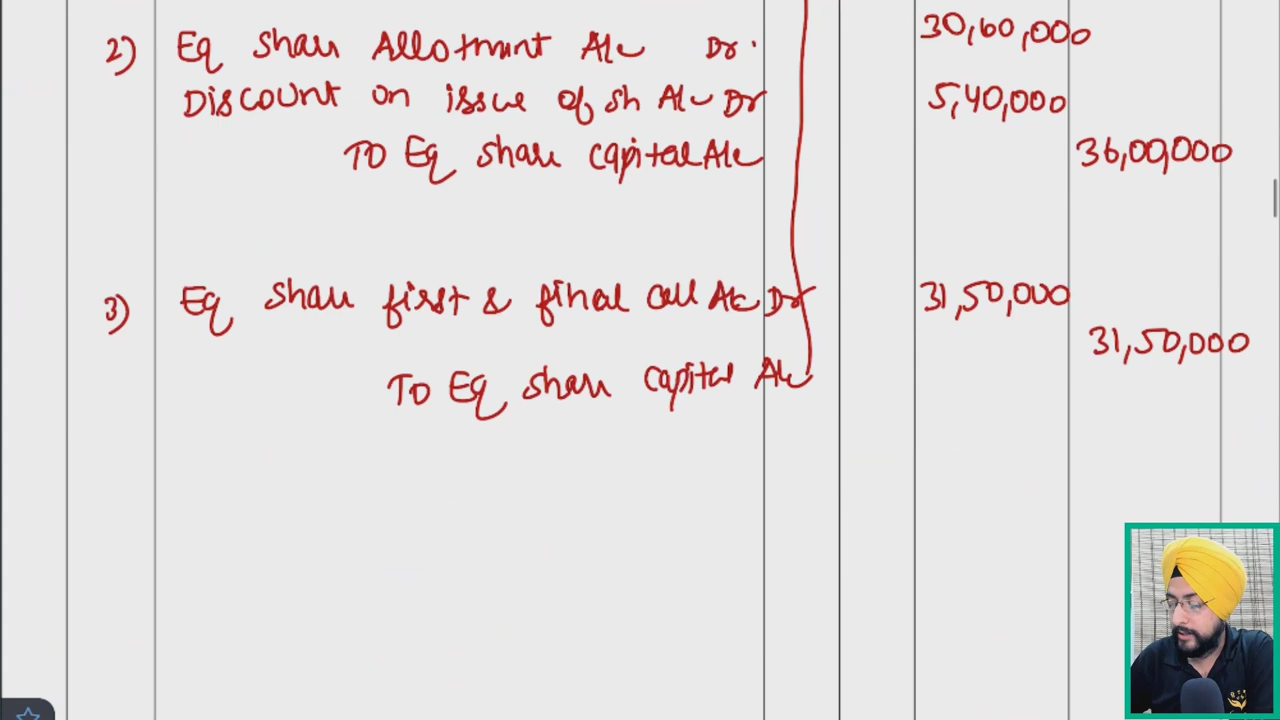 2) Eq share Allotment A/c Dr. 30,60,000
Discount on issue of sh A/c Dr 5,40,000
To Eq share capital A/c 36,00,000
3) Eq share first & final call A/c Dr 31,50,000
To Eq share capital A/c 31,50,000